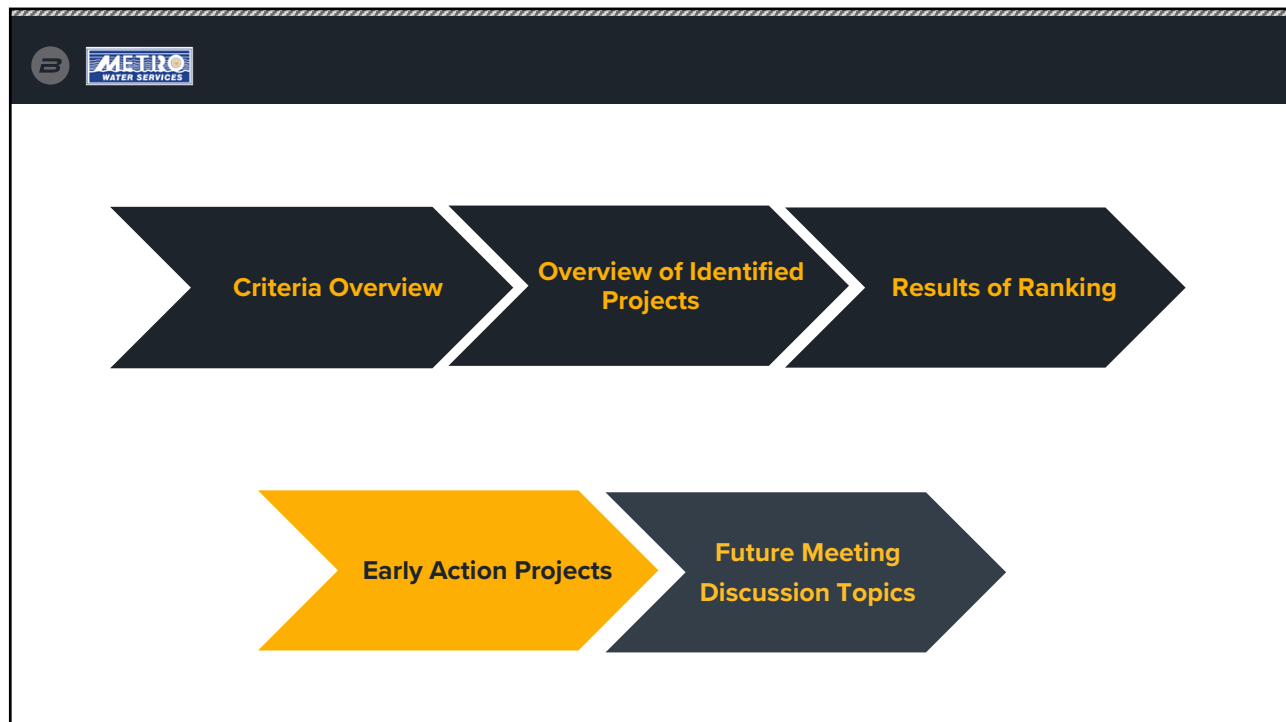 B
METRO
WATER SERVICES
Criteria Overview
Overview of Identified
Projects
Results of Ranking
Early Action Projects
Future Meeting
Discussion Topics